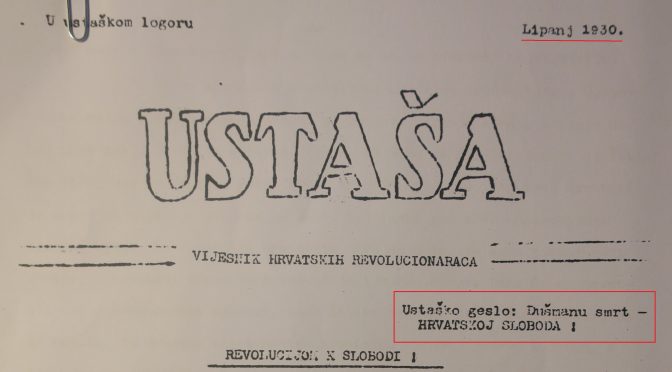 U ustaškom logoru
Lipanj 1930.
USTAŠA
VIJESNIK HRVATSKIH REVOLUCIONARACA
Ustaško geslo: Dušmanu smrt –
HRVATSKOJ SLOBODA !
REVOLUCIJOM K SLOBODI !